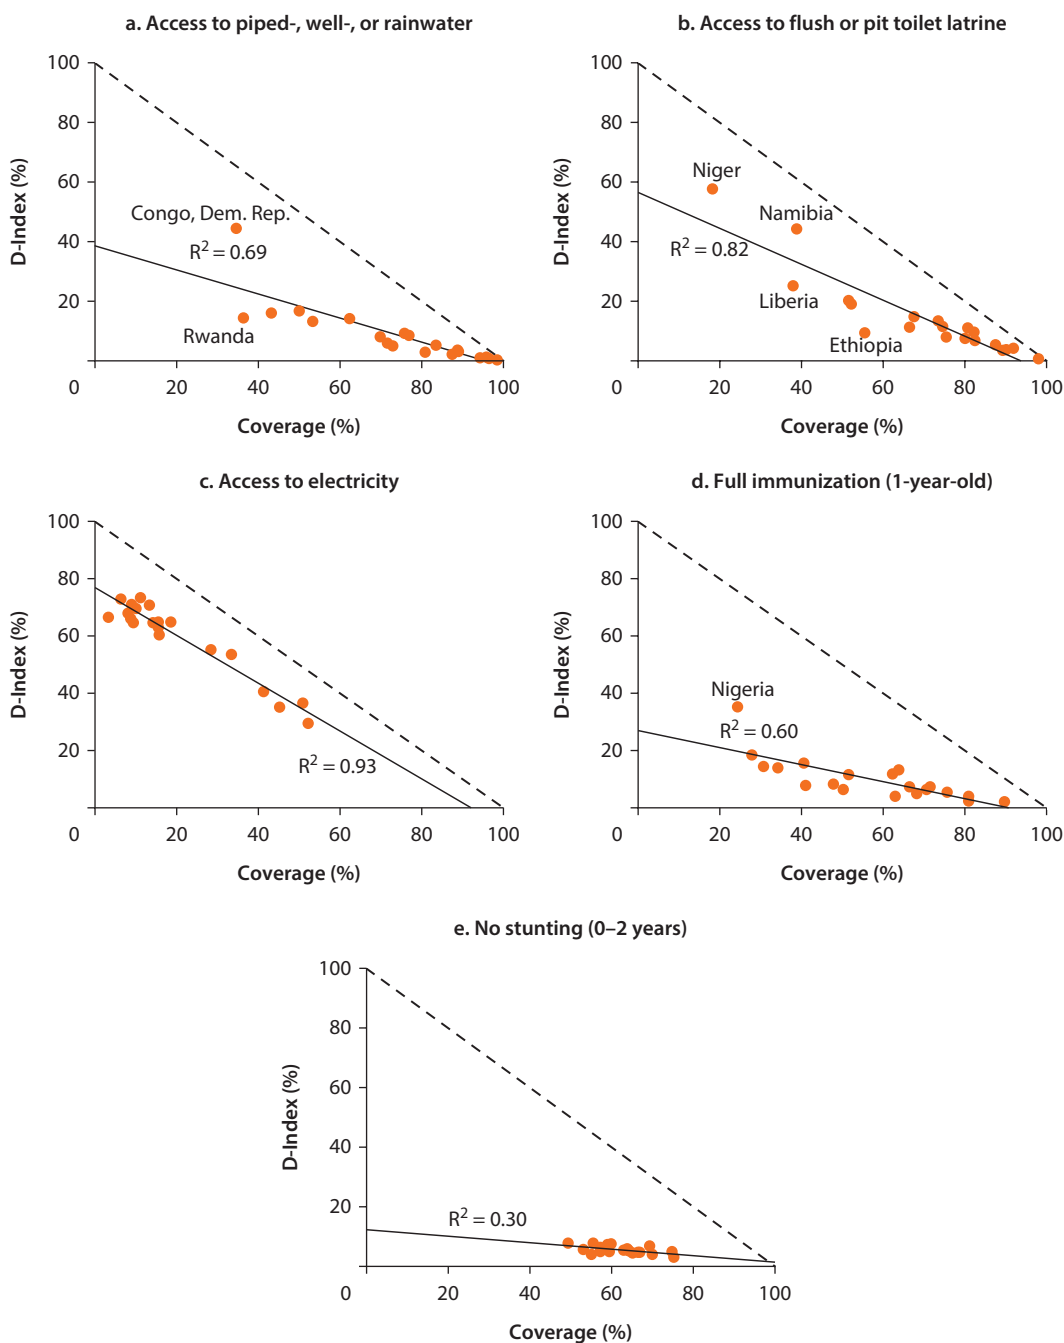 a. Access to piped-, well-, or rainwater
100
80
60
40
20
0
20
40
60
80
100
D-Index (%)
Coverage (%)
Congo, Dem. Rep.
R² = 0.69
Rwanda
b. Access to flush or pit toilet latrine
100
80
60
40
20
0
20
40
60
80
100
D-Index (%)
Coverage (%)
Niger
Namibia
R² = 0.82
Liberia
Ethiopia
c. Access to electricity
100
80
60
40
20
0
20
40
60
80
100
D-Index (%)
Coverage (%)
R² = 0.93
d. Full immunization (1-year-old)
100
80
60
40
20
0
20
40
60
80
100
D-Index (%)
Coverage (%)
Nigeria
R² = 0.60
e. No stunting (0–2 years)
100
80
60
40
20
0
20
40
60
80
100
D-Index (%)
Coverage (%)
R² = 0.30